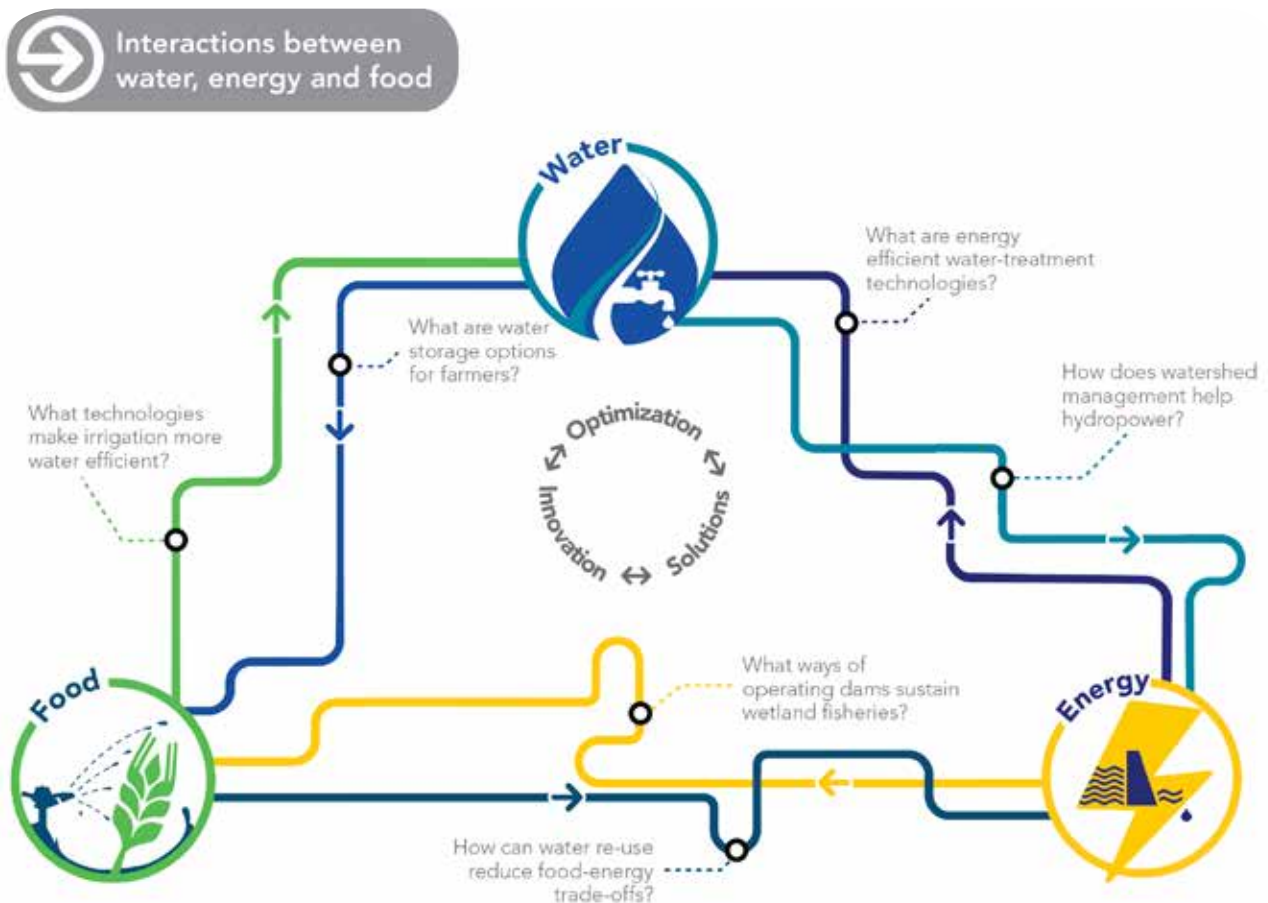 Interactions between
water, energy and food
Water
What are energy
efficient water-treatment
technologies?
What are water
storage options
for farmers?
How does watershed
management help
hydropower?
What technologies
make irrigation more
water efficient?
Optimization
Innovation
Solutions
What ways of
operating dams sustain
wetland fisheries?
Food
Energy
How can water re-use
reduce food-energy
trade-offs?